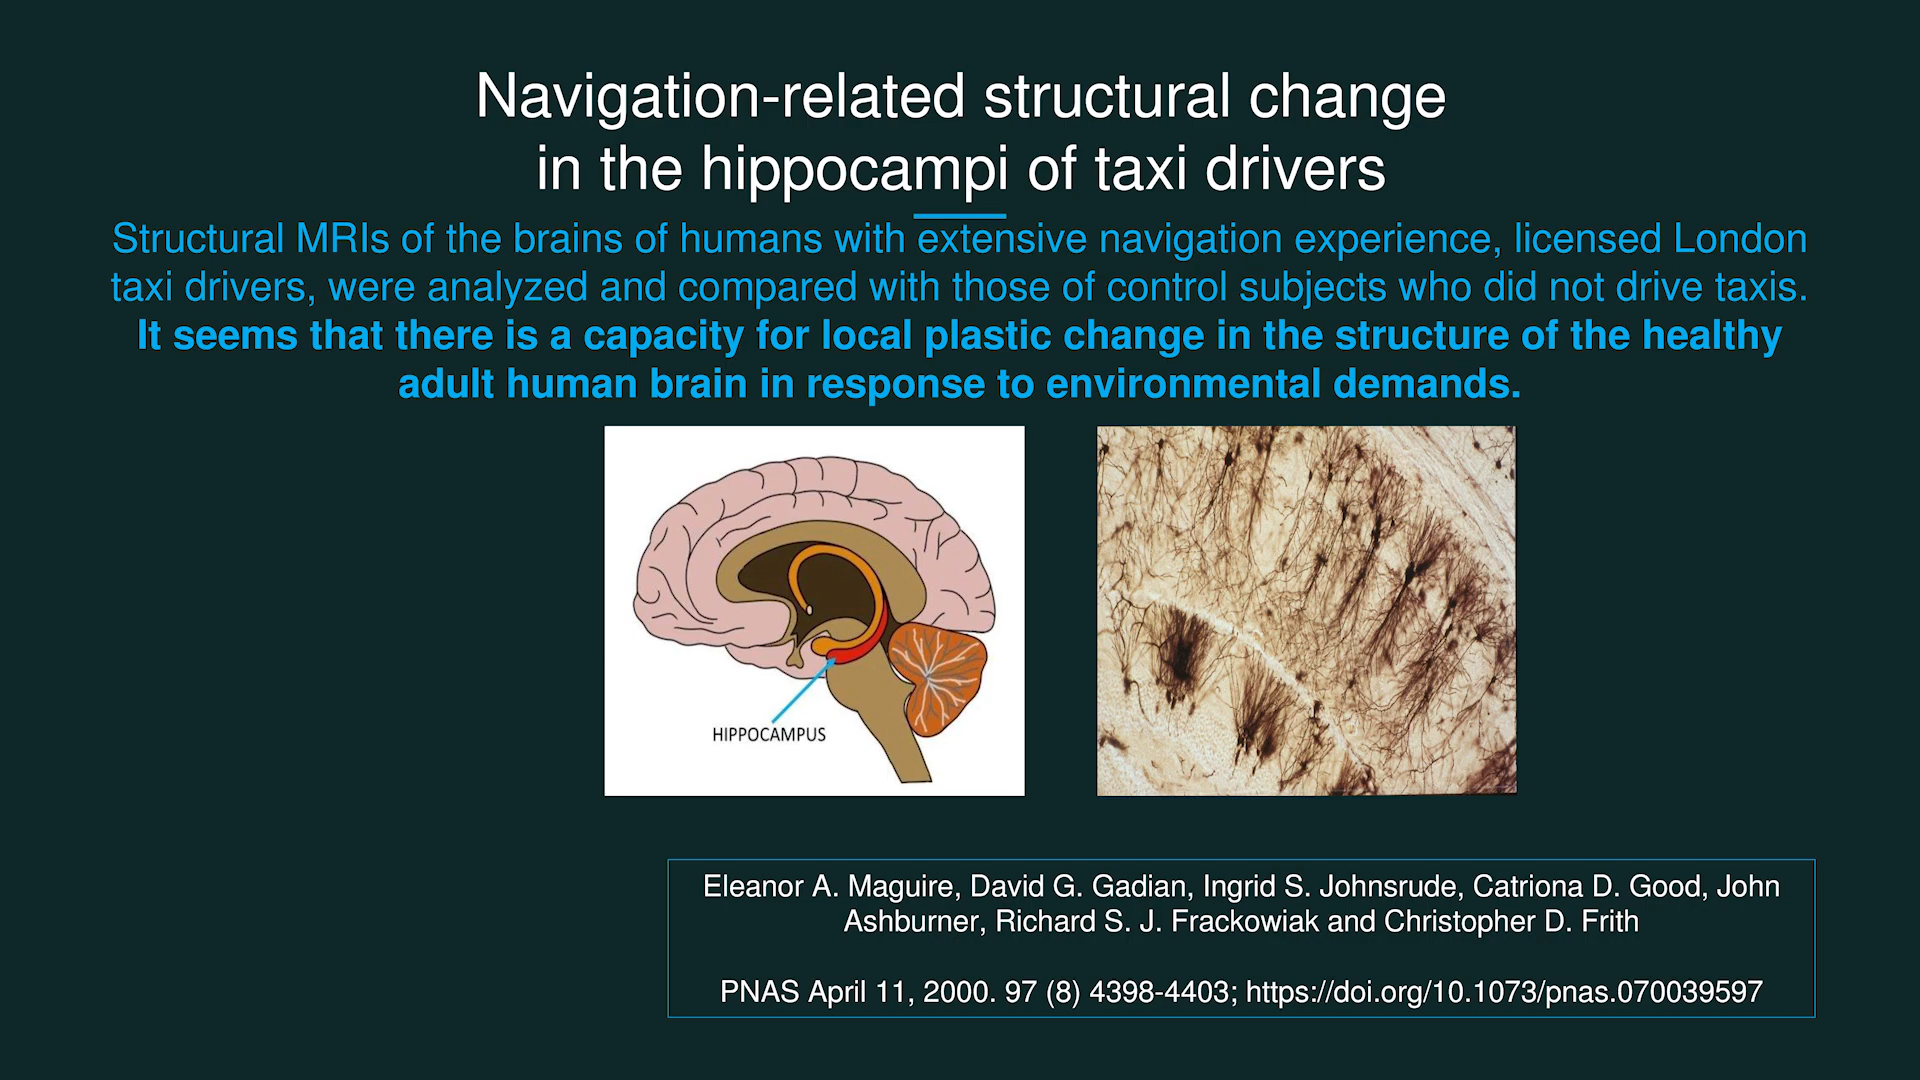 Navigation-related structural change
in the hippocampi of taxi drivers
Structural MRIs of the brains of humans with extensive navigation experience, licensed London
taxi drivers, were analyzed and compared with those of control subjects who did not drive taxis.
It seems that there is a capacity for local plastic change in the structure of the healthy
adult human brain in response to environmental demands.
HIPPOCAMPUS
Eleanor A. Maguire, David G. Gadian, Ingrid S. Johnsrude, Catriona D. Good, John
Ashburner, Richard S. J. Frackowiak and Christopher D. Frith
PNAS April 11, 2000. 97 (8) 4398-4403; https://doi.org/10.1073/pnas.070039597